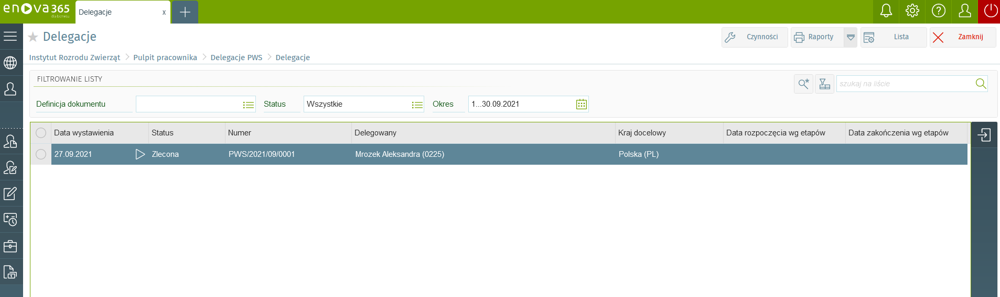 enova365
dla biznesu
Delegacje x
Delegacje
Czynności Raporty Lista Zamknij
Instytut Rozrodu Zwierząt Pulpit pracownika Delegacje PWS Delegacje
FILTROWANIE LISTY
szukaj na liście
Definicja dokumentu Status Wszystkie Okres 1...30.09.2021
Data wystawienia Status Numer Delegowany Kraj docelowy Data rozpoczęcia wg etapów Data zakończenia wg etapów
27.09.2021 Zlecona PWS/2021/09/0001 Mrozek Aleksandra (0225) Polska (PL)